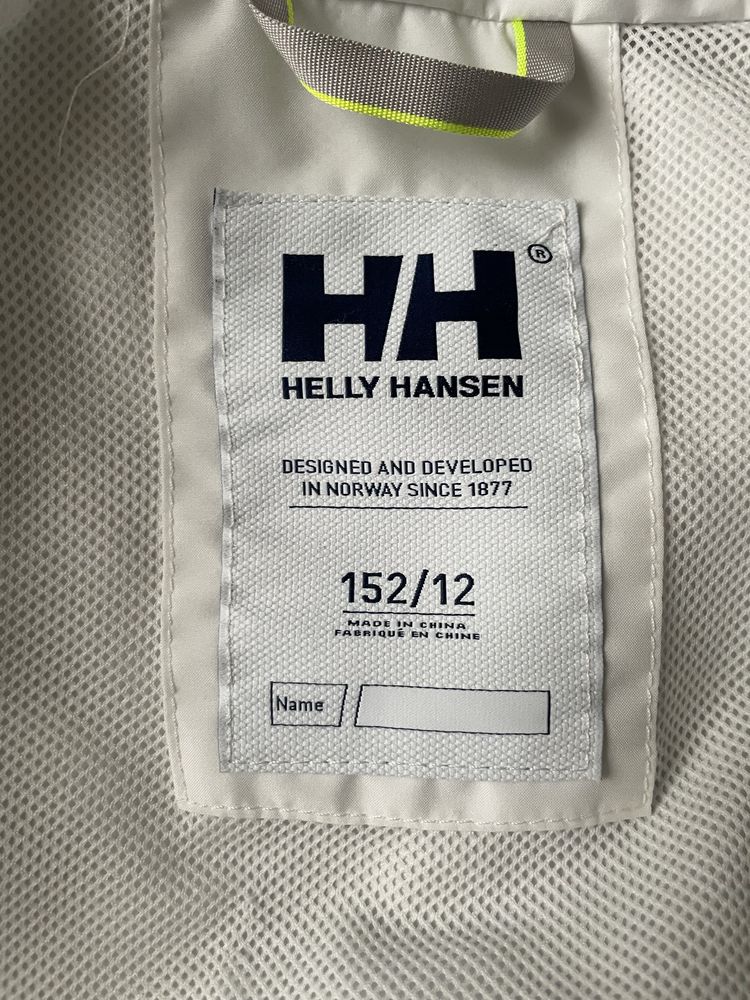 HH®
HELLY HANSEN
DESIGNED AND DEVELOPED
IN NORWAY SINCE 1877
152/12
MADE IN CHINA
FABRIQUÉ EN CHINE
Name